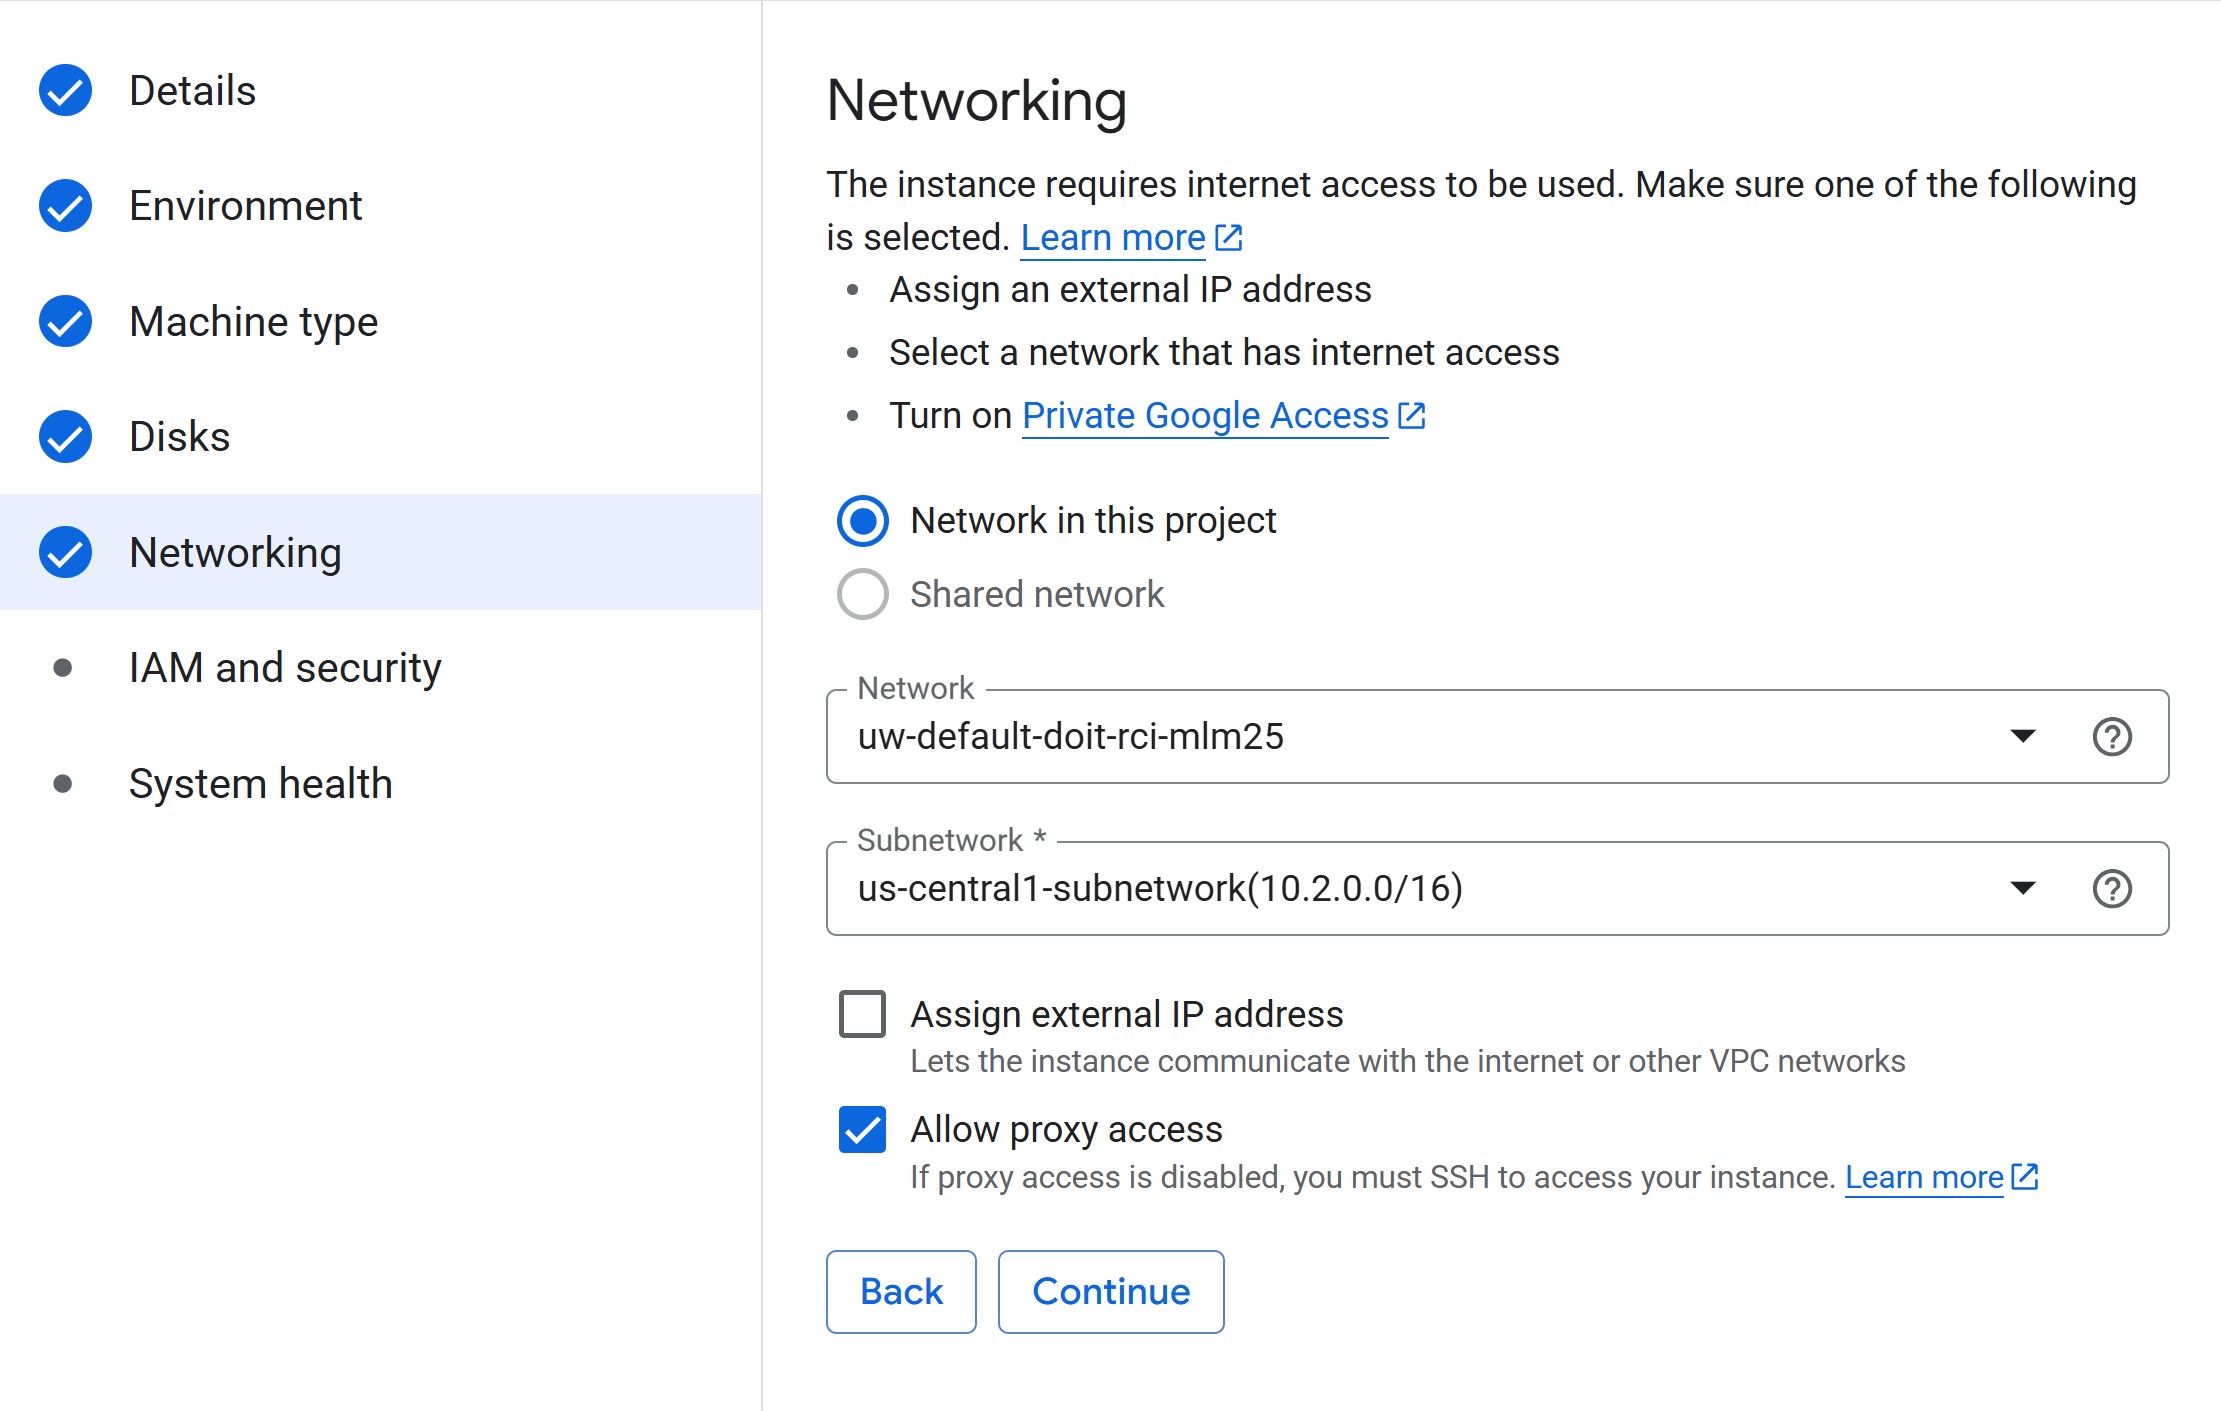 Details
Environment
Machine type
Disks
Networking
IAM and security
System health
Networking
The instance requires internet access to be used. Make sure one of the following
is selected. Learn more
• Assign an external IP address
• Select a network that has internet access
• Turn on Private Google Access
Network in this project
Shared network
Network
uw-default-doit-rci-mlm25
Subnetwork *
us-central1-subnetwork(10.2.0.0/16)
Assign external IP address
Lets the instance communicate with the internet or other VPC networks
Allow proxy access
If proxy access is disabled, you must SSH to access your instance. Learn more
Back Continue